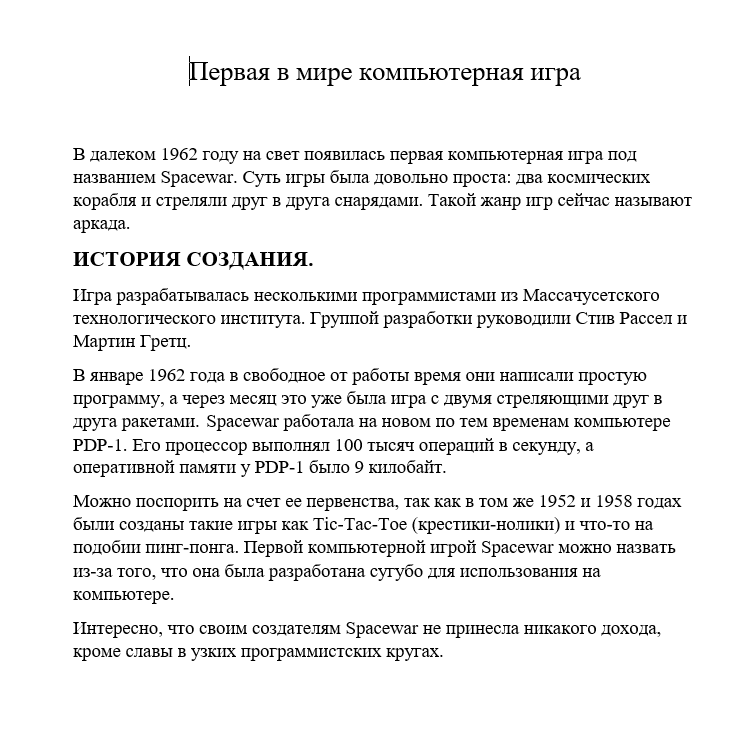 Первая в мире компьютерная игра
В далеком 1962 году на свет появилась первая компьютерная игра под
названием Spacewar. Суть игры была довольно проста: два космических
корабля и стреляли друг в друга снарядами. Такой жанр игр сейчас называют
аркада.
ИСТОРИЯ СОЗДАНИЯ.
Игра разрабатывалась несколькими программистами из Массачусетского
технологического института. Группой разработки руководили Стив Рассел и
Мартин Гретц.
В январе 1962 года в свободное от работы время они написали простую
программу, а через месяц это уже была игра с двумя стреляющими друг в
друга ракетами. Spacewar работала на новом по тем временам компьютере
PDP-1. Его процессор выполнял 100 тысяч операций в секунду, а
оперативной памяти у PDP-1 было 9 килобайт.
Можно поспорить на счет ее первенства, так как в том же 1952 и 1958 годах
были созданы такие игры как Tic-Tac-Toe (крестики-нолики) и что-то на
подобии пинг-понга. Первой компьютерной игрой Spacewar можно назвать
из-за того, что она была разработана сугубо для использования на
компьютере.
Интересно, что своим создателям Spacewar не принесла никакого дохода,
кроме славы в узких программистских кругах.